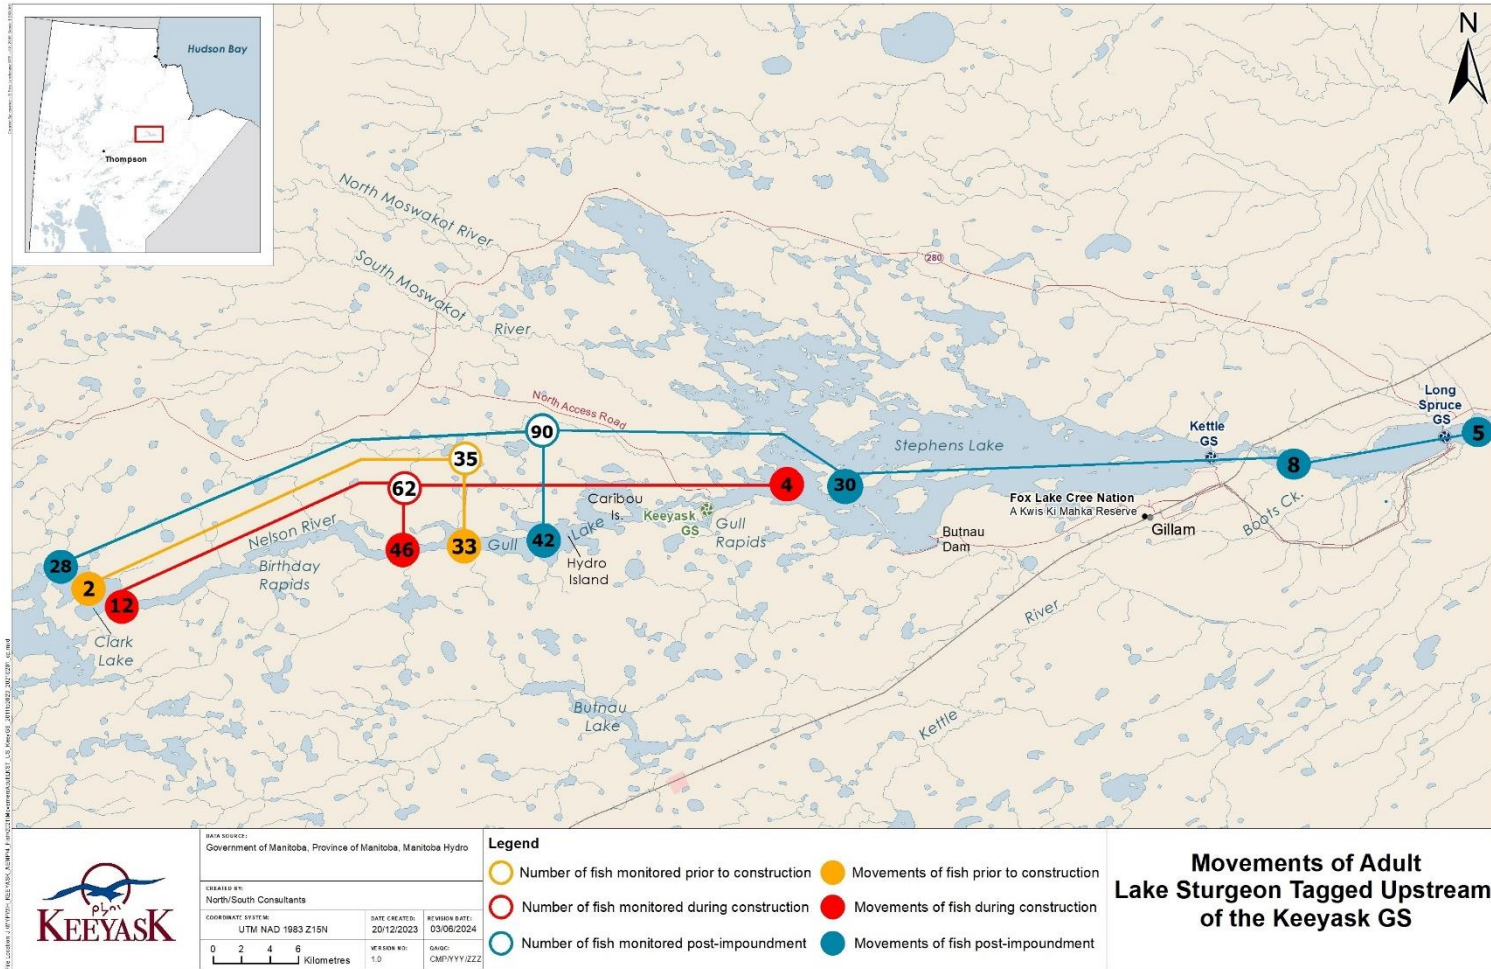 Hudson Bay
Thompson
N
North Moswakot River
South Moswakot
River
280
North Access Road
Long
Spruce
GS
Kettle
GS
Stephens Lake
90
35
62
4
30
8
5
Fox Lake Cree Nation
A Kwis Ki Mahka Reserve
Gillam
Boots Ck.
Caribou
Is.
Keeyask
GS
Gull
Rapids
Butnau
Dam
Nelson River
Birthday
Rapids
46
33
Gull
42
Lake
Hydro
Island
28
2
12
Clark
Lake
River
Kettle
Butnau
Lake
KEEYASK
DATA SOURCE:
Government of Manitoba, Province of Manitoba, Manitoba Hydro
CREATED BY:
North/South Consultants
COORDINATE SYSTEM:
UTM NAD 1983 Z15N
DATE CREATED:
20/12/2023
REVISION DATE:
03/06/2024
0 2 4 6
Kilometres
VERSION NO:
1.0
QA/QC:
CMP/YYY/ZZZ
Legend
Number of fish monitored prior to construction
Number of fish monitored during construction
Number of fish monitored post-impoundment
Movements of fish prior to construction
Movements of fish during construction
Movements of fish post-impoundment
Movements of Adult
Lake Sturgeon Tagged Upstream
of the Keeyask GS